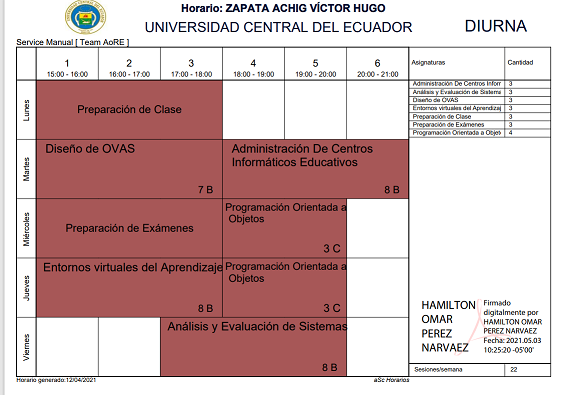 Horario: ZAPATA ACHIG VÍCTOR HUGO
UNIVERSIDAD CENTRAL DEL ECUADOR
DIURNA
Service Manual [ Team AoRE ]
1 2 3 4 5 6
15:00 - 16:00 16:00 - 17:00 17:00 - 18:00 18:00 - 19:00 19:00 - 20:00 20:00 - 21:00
Asignaturas Cantidad
Administración De Centros Inforr 3
Análisis y Evaluación de Sistema 3
Diseño de OVAS 3
Entornos virtuales del Aprendizaj 3
Preparación de Clase 3
Preparación de Exámenes 3
Programación Orientada a Objet 4
Lunes
Preparación de Clase
Martes
Diseño de OVAS
7 B
Administración De Centros
Informáticos Educativos
8 B
Miércoles
Preparación de Exámenes
Programación Orientada a
Objetos
3 C
Jueves
Entornos virtuales del Aprendizaje
8 B
Programación Orientada a
Objetos
3 C
Viernes
Análisis y Evaluación de Sistemas
8 B
HAMILTON
OMAR
PEREZ
NARVAEZ
Firmado
digitalmente por
HAMILTON OMAR
PEREZ NARVAEZ
Fecha: 2021.05.03
10:25:20 -05'00'
Sesiones/semana 22
Horario generado:12/04/2021
aSc Horarios